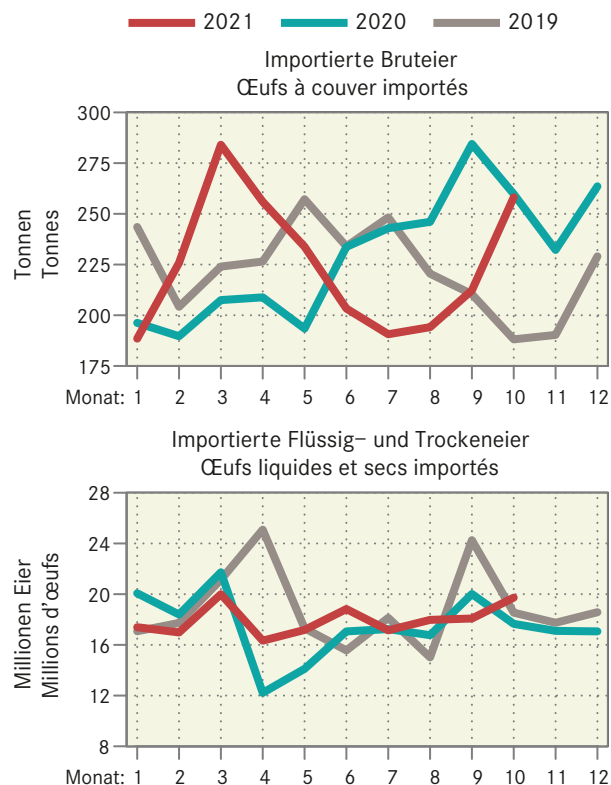 2021 2020 2019
Importierte Bruteier
Œufs à couver importés
300
275
250
225
200
175
Tonnen
Tonnes
Monat: 1 2 3 4 5 6 7 8 9 10 11 12
Importierte Flüssig– und Trockeneier
Œufs liquides et secs importés
28
24
20
16
12
8
Millionen Eier
Millions d'œufs
Monat: 1 2 3 4 5 6 7 8 9 10 11 12